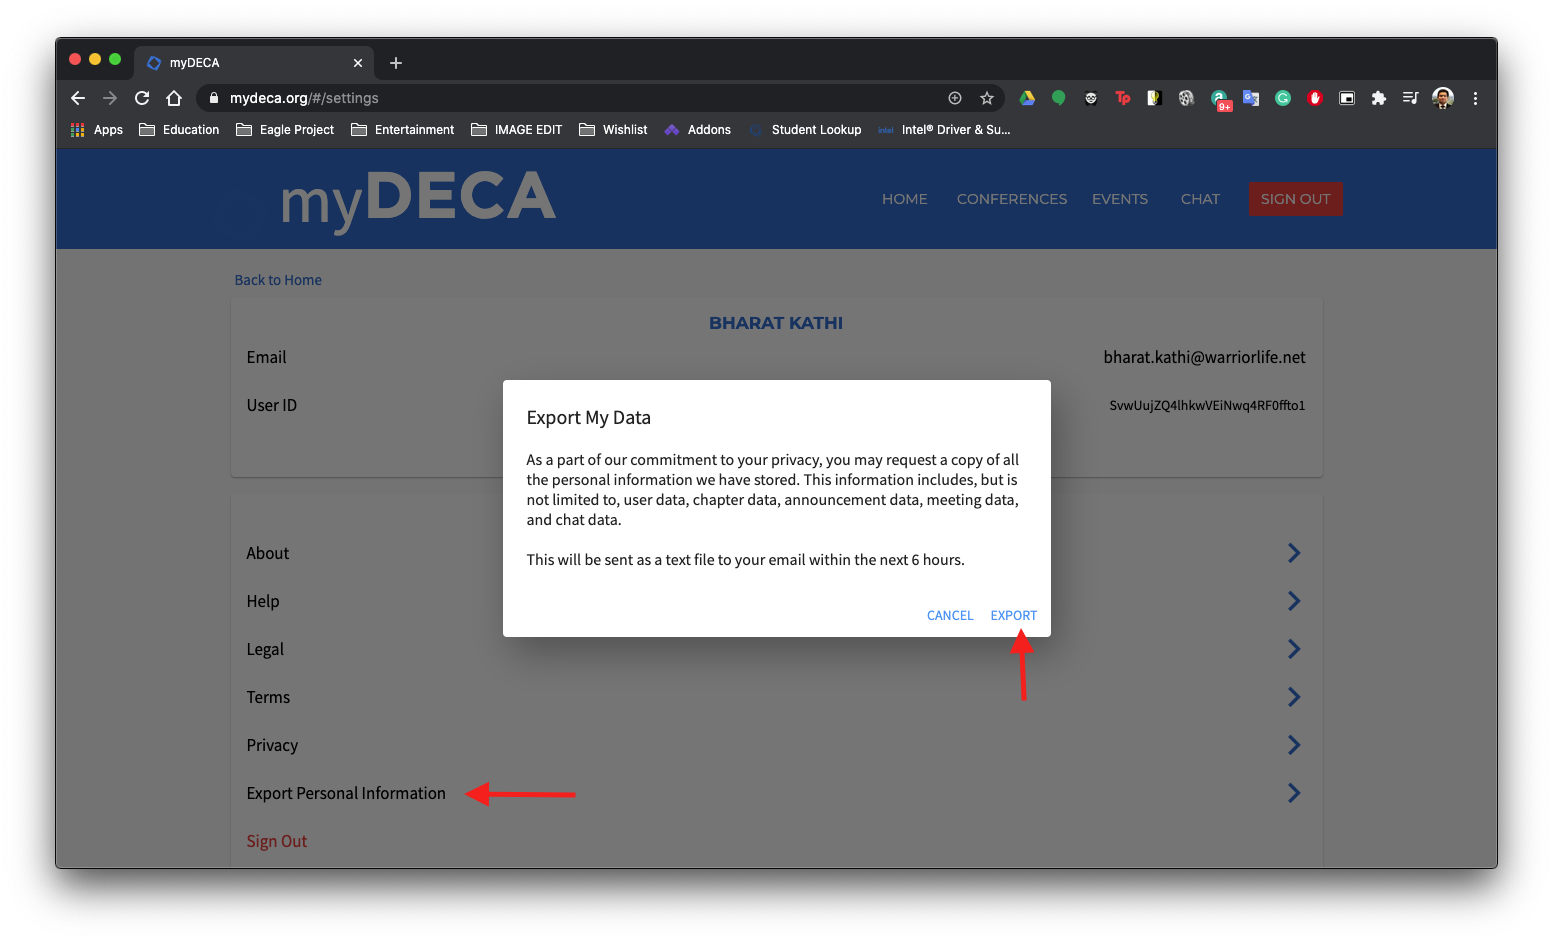 myDECA
mydeca.org/#/settings
9+
Apps Education Eagle Project Entertainment IMAGE EDIT Wishlist Addons Student Lookup intel Intel® Driver & Su...
myDECA
HOME CONFERENCES EVENTS CHAT SIGN OUT
Back to Home
BHARAT KATHI
Email bharat.kathi@warriorlife.net
User ID SvwUujZQ4lhkwVEiNwq4RF0ffto1
Export My Data
As a part of our commitment to your privacy, you may request a copy of all
the personal information we have stored. This information includes, but is
not limited to, user data, chapter data, announcement data, meeting data,
and chat data.
This will be sent as a text file to your email within the next 6 hours.
CANCEL EXPORT
About
Help
Legal
Terms
Privacy
Export Personal Information
Sign Out